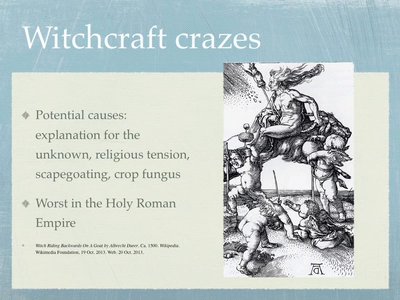 Witchcraft crazes
Potential causes:
explanation for the
unknown, religious tension,
scapegoating, crop fungus
Worst in the Holy Roman
Empire
Witch Riding Backwards On A Goat by Albrecht Durer. Ca. 1500. Wikipedia.
Wikimedia Foundation, 19 Oct. 2013. Web. 20 Oct. 2013.
AD